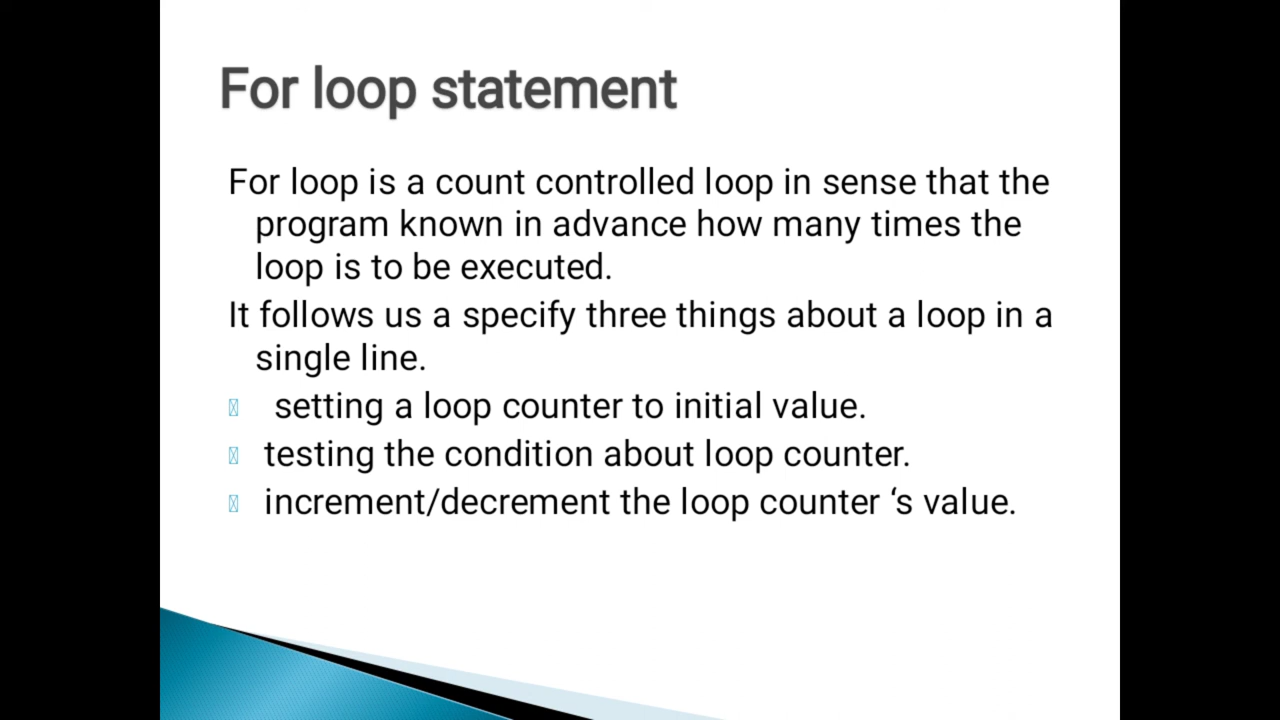 For loop statement
For loop is a count controlled loop in sense that the
program known in advance how many times the
loop is to be executed.
It follows us a specify three things about a loop in a
single line.
setting a loop counter to initial value.
testing the condition about loop counter.
increment/decrement the loop counter ‘s value.